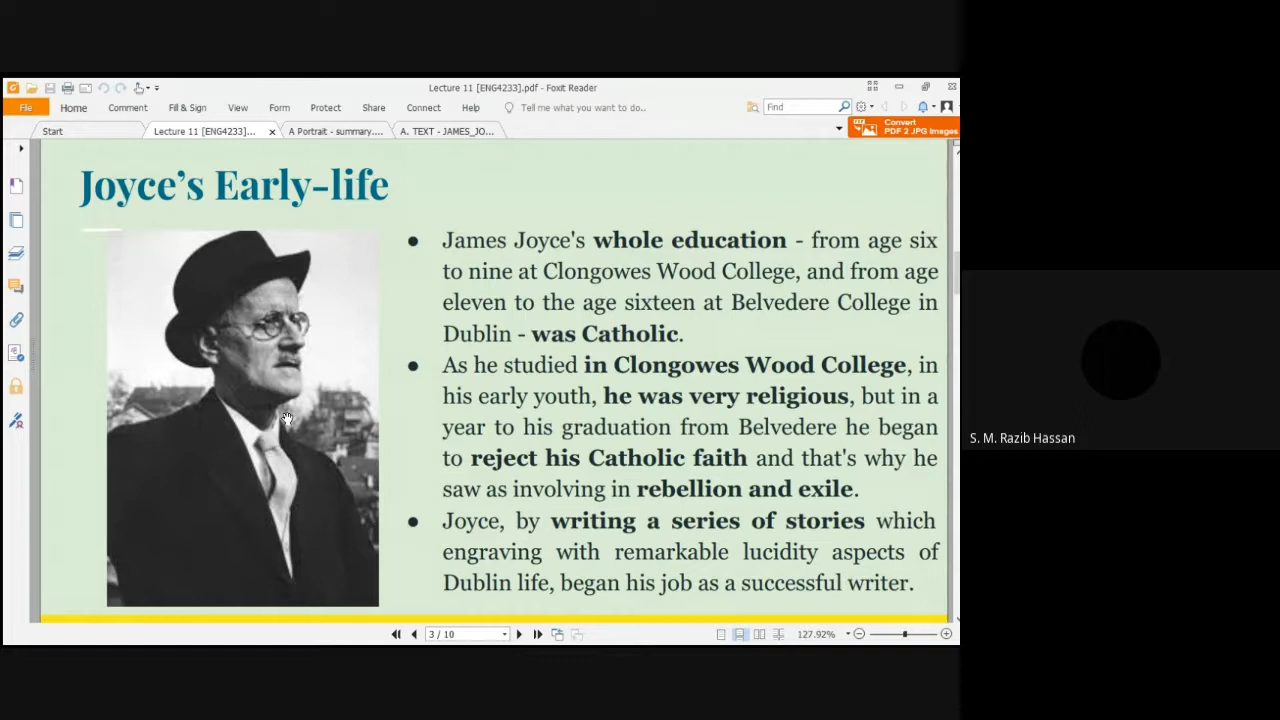 Lecture 11 [ENG4233].pdf - Foxit Reader
File Home Comment Fill & Sign View Form Protect Share Connect Help Tell me what you want to do.. Find
Convert
PDF 2 JPG Images
Start Lecture 11 [ENG4233]... A Portrait - summary.... A. TEXT - JAMES_JO...
Joyce's Early-life
● James Joyce's whole education - from age six
to nine at Clongowes Wood College, and from age
eleven to the age sixteen at Belvedere College in
Dublin - was Catholic.
● As he studied in Clongowes Wood College, in
his early youth, he was very religious, but in a
year to his graduation from Belvedere he began
to reject his Catholic faith and that's why he
saw as involving in rebellion and exile.
● Joyce, by writing a series of stories which
engraving with remarkable lucidity aspects of
Dublin life, began his job as a successful writer.
S. M. Razib Hassan
3 / 10 127.92%